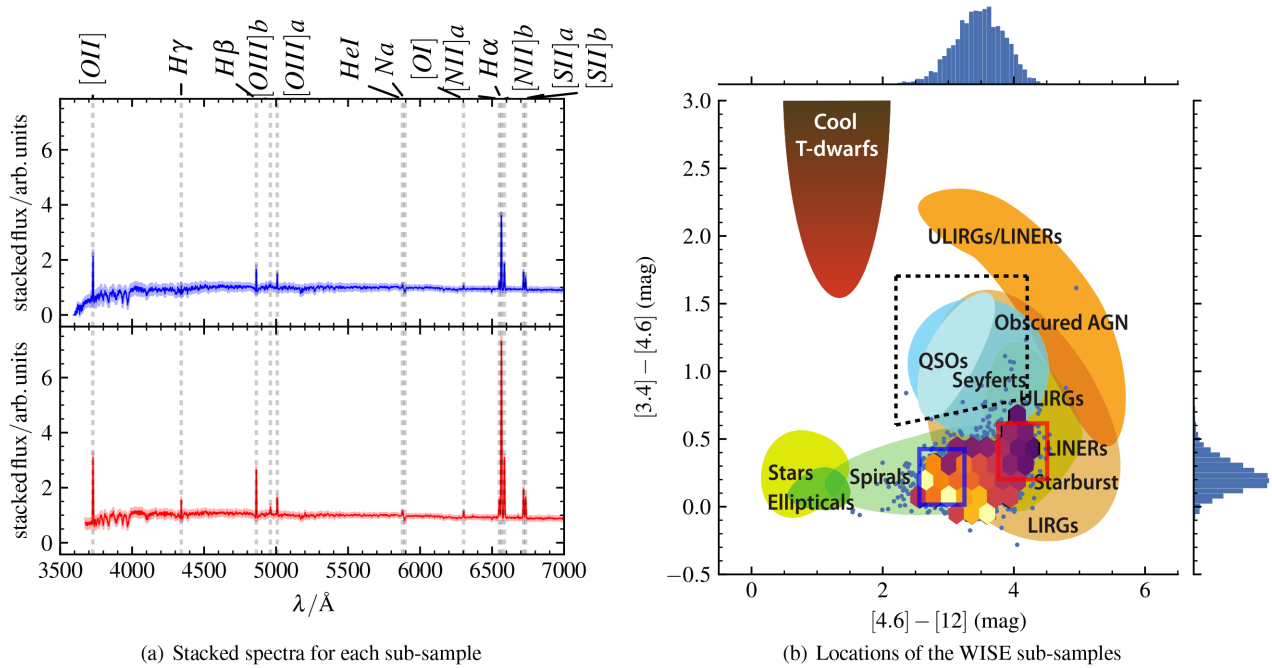 [OII]
Hγ
Hβ
[OIII]b
[OIII]a
HeI
Na
[OI]
[NII]a
Hα
[NII]b
[SII]a
[SII]b
stacked flux/arb. units
6
4
2
0
stacked flux/arb. units
6
4
2
0
3500 4000 4500 5000 5500 6000 6500 7000
λ/Å
(a) Stacked spectra for each sub-sample
[3.4]−[4.6] (mag)
3.0
2.5
2.0
1.5
1.0
0.5
0.0
−0.5
Cool
T-dwarfs
ULIRGs/LINERs
Obscured AGN
QSOs
Seyferts
ULIRGs
LINERs
Stars
Spirals
Starburst
Ellipticals
LIRGs
0 2 4 6
[4.6]−[12] (mag)
(b) Locations of the WISE sub-samples